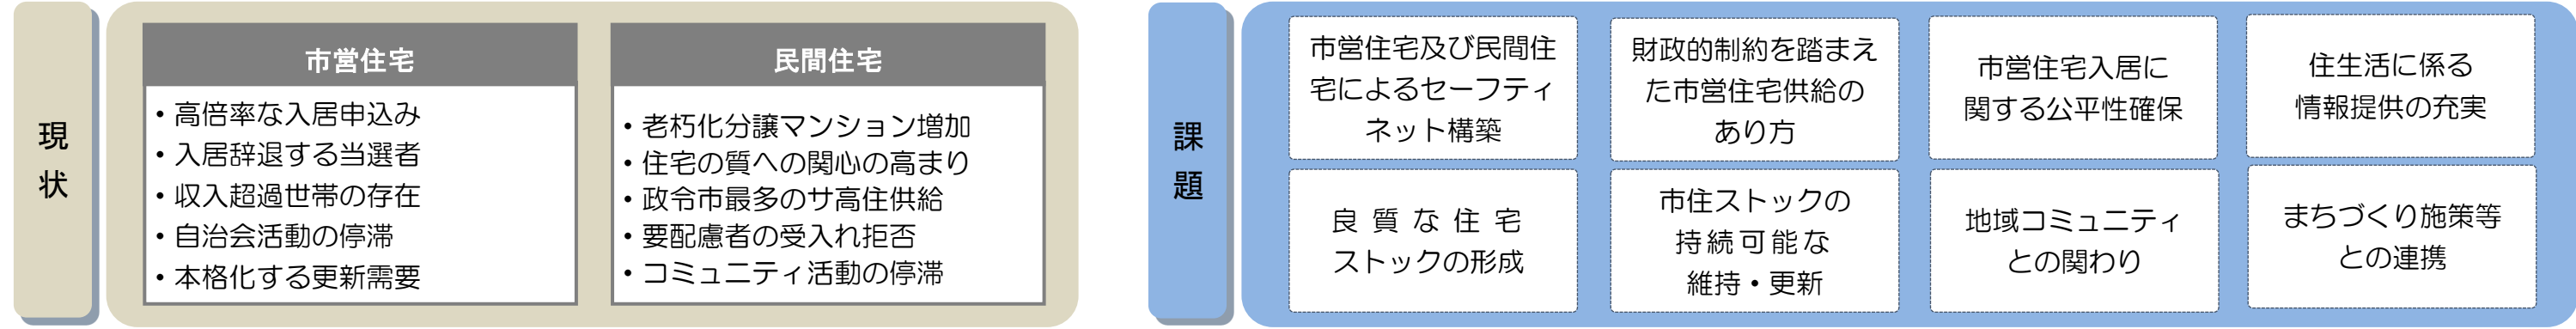 現
状
市営住宅
・高倍率な入居申込み
・入居辞退する当選者
・収入超過世帯の存在
・自治会活動の停滞
・本格化する更新需要
民間住宅
・老朽化分譲マンション増加
・住宅の質への関心の高まり
・政令市最多のサ高住供給
・要配慮者の受入れ拒否
・コミュニティ活動の停滞
課
題
市営住宅及び民間住
宅によるセーフティ
ネット構築
財政的制約を踏まえ
た市営住宅供給の
あり方
市営住宅入居に
関する公平性確保
住生活に係る
情報提供の充実
良質な住宅
ストックの形成
市住ストックの
持続可能な
維持・更新
地域コミュニティ
との関わり
まちづくり施策等
との連携